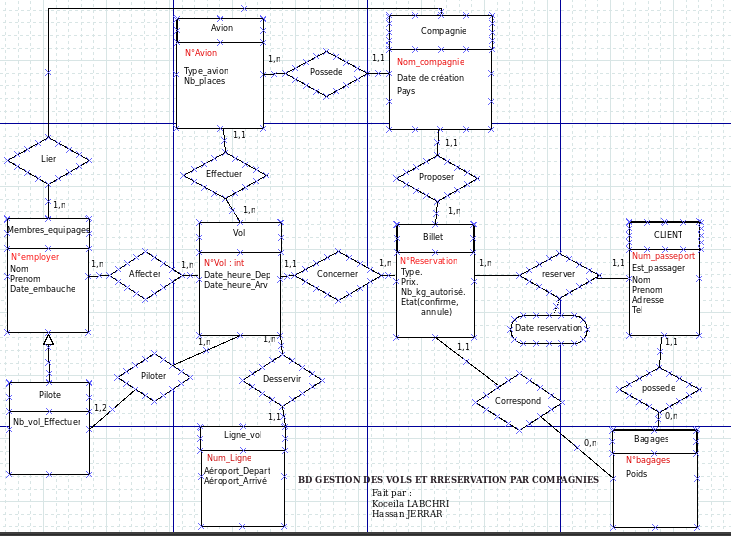 Avion
N°Avion
Type_avion
Nb_places
1,n
Possede
1,1
Compagnie
Nom_compagnie
Date de création
Pays
Lier
1,n
1,1
Effectuer
1,n
1,1
Proposer
1,n
Membres_equipages
N°employer
Nom
Prenom
Date_embauche
1,n
Affecter
1,n
Vol
N°Vol : int
Date_heure_Dep
Date_heure_Arv
1,1
Concerner
1,n
Billet
N°Reservation
Type.
Prix.
Nb_kg_autorisé.
Etat(confirme,
annule)
1,n
reserver
1,1
Date reservation
CLIENT
Num_passeport
Est_passager
Nom
Prenom
Adresse
Tel
Pilote
Nb_vol_Effectuer
1,2
Piloter
1,n
1,n
Desservir
1,1
Ligne_vol
Num_Ligne
Aéroport_Depart
Aéroport_Arrivé
1,1
Correspond
0,n
1,1
possede
0,n
Bagages
N°bagages
Poids
BD GESTION DES VOLS ET RRESERVATION PAR COMPAGNIES
Fait par :
Koceila LABCHRI
Hassan JERRAR